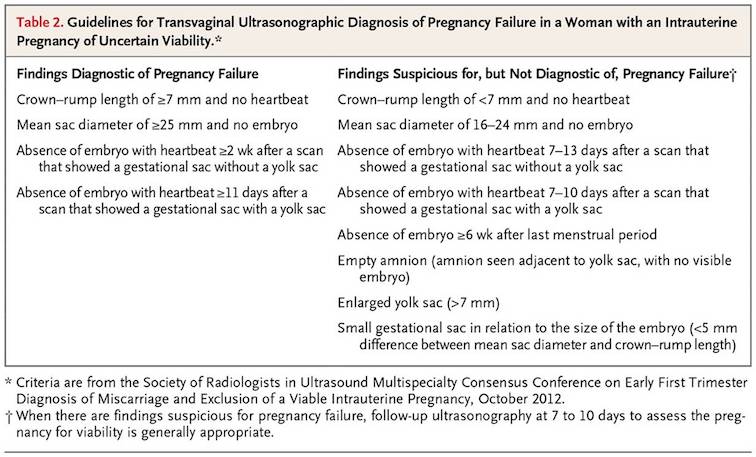 Table 2. Guidelines for Transvaginal Ultrasonographic Diagnosis of Pregnancy Failure in a Woman with an Intrauterine
Pregnancy of Uncertain Viability.*
Findings Diagnostic of Pregnancy Failure
Crown–rump length of ≥7 mm and no heartbeat
Mean sac diameter of ≥25 mm and no embryo
Absence of embryo with heartbeat ≥2 wk after a scan
that showed a gestational sac without a yolk sac
Absence of embryo with heartbeat ≥11 days after a
scan that showed a gestational sac with a yolk sac
Findings Suspicious for, but Not Diagnostic of, Pregnancy Failure†
Crown–rump length of <7 mm and no heartbeat
Mean sac diameter of 16–24 mm and no embryo
Absence of embryo with heartbeat 7–13 days after a scan that
showed a gestational sac without a yolk sac
Absence of embryo with heartbeat 7–10 days after a scan that
showed a gestational sac with a yolk sac
Absence of embryo ≥6 wk after last menstrual period
Empty amnion (amnion seen adjacent to yolk sac, with no visible
embryo)
Enlarged yolk sac (>7 mm)
Small gestational sac in relation to the size of the embryo (<5 mm
difference between mean sac diameter and crown–rump length)
* Criteria are from the Society of Radiologists in Ultrasound Multispecialty Consensus Conference on Early First Trimester
Diagnosis of Miscarriage and Exclusion of a Viable Intrauterine Pregnancy, October 2012.
† When there are findings suspicious for pregnancy failure, follow-up ultrasonography at 7 to 10 days to assess the preg-
nancy for viability is generally appropriate.